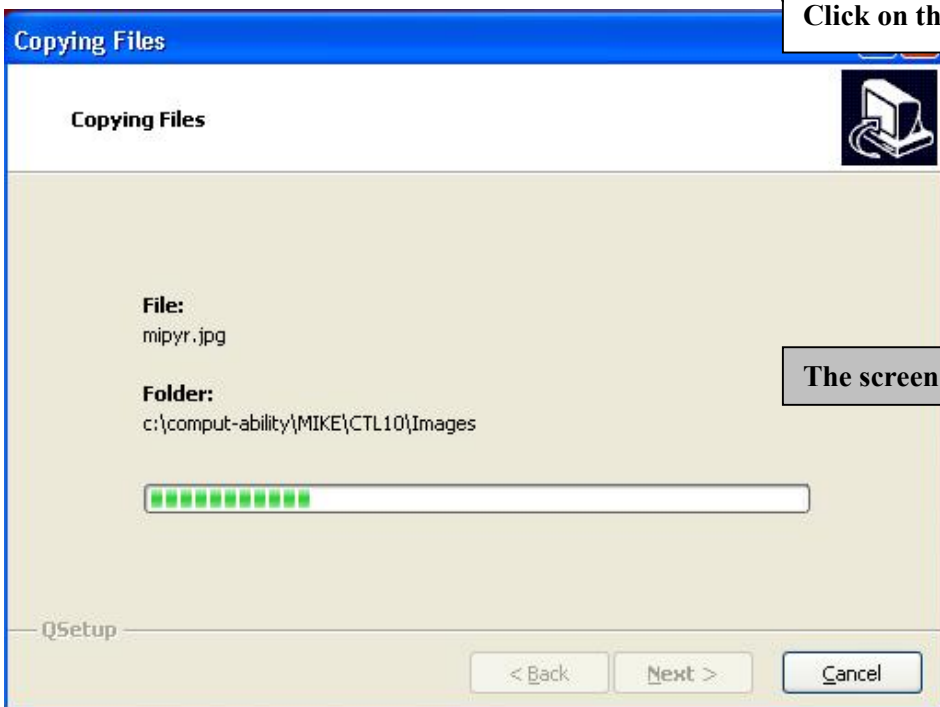 Click on th
Copying Files
Copying Files
File:
mipyr.jpg
The screen
Folder:
c:\comput-ability\MIKE\CTL10\Images
QSetup
< Back Next > Cancel